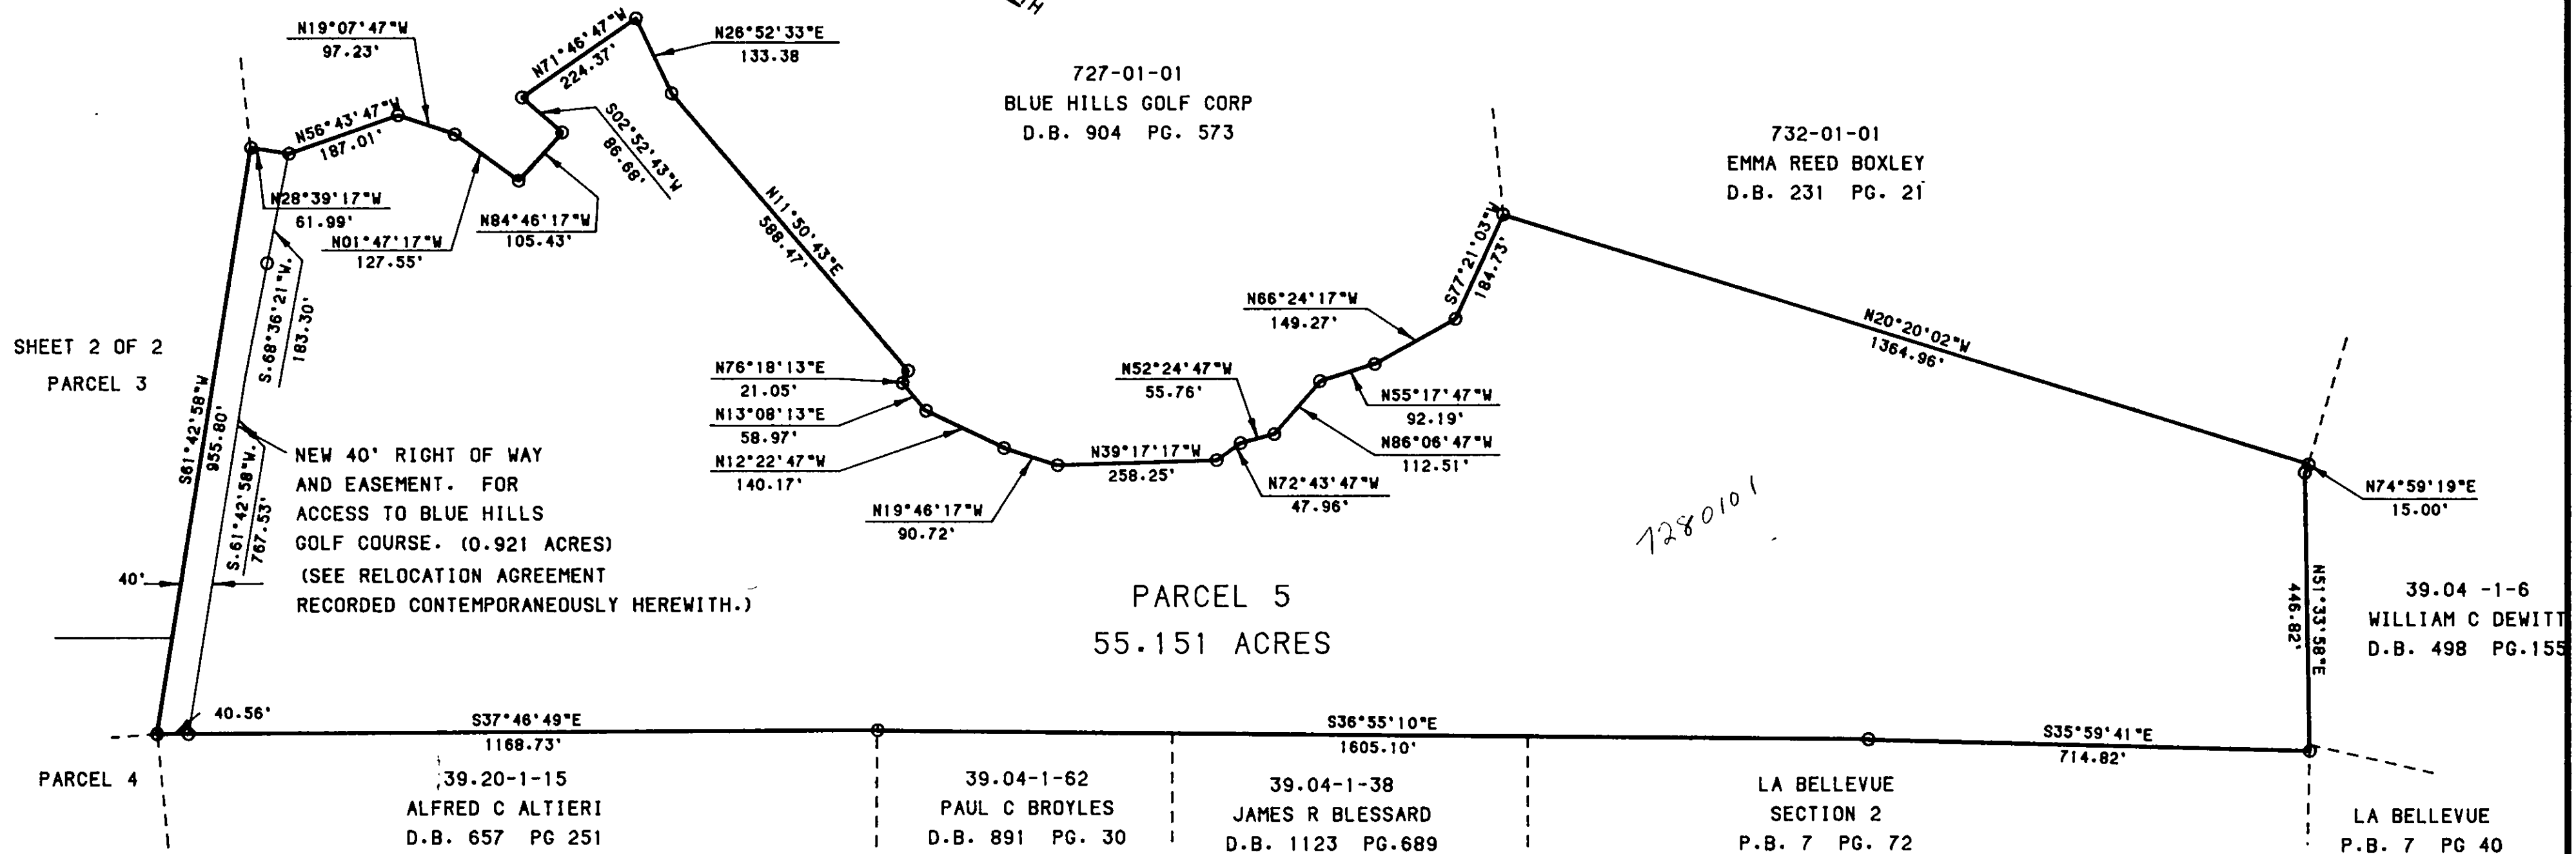 TH
N19°07'47"W
97.23'
N71°46'47"W
224.37'
N26°52'33"E
133.38
727-01-01
BLUE HILLS GOLF CORP
D.B. 904 PG. 573
732-01-01
EMMA REED BOXLEY
D.B. 231 PG. 21
N56°43'47"W
187.01'
S02°52'43"W
86.68'
N28°39'17"W
61.99'
N01°47'17"W
127.55'
N84°46'17"W
105.43'
N11°50'43"E
588.47'
S77°21'03"W
184.73'
S.68°36'21"W.
183.30'
SHEET 2 OF 2
PARCEL 3
N66°24'17"W
149.27'
N20°20'02"W
1364.96'
N76°18'13"E
21.05'
N52°24'47"W
55.76'
N55°17'47"W
92.19'
N13°08'13"E
58.97'
S61°42'58"W
955.80'
N86°06'47"W
112.51'
NEW 40' RIGHT OF WAY
AND EASEMENT. FOR
ACCESS TO BLUE HILLS
GOLF COURSE. (0.921 ACRES)
(SEE RELOCATION AGREEMENT
RECORDED CONTEMPORANEOUSLY HEREWITH.)
N12°22'47"W
140.17'
N39°17'17"W
258.25'
N72°43'47"W
47.96'
N74°59'19"E
15.00'
N19°46'17"W
90.72'
7280101
S.61°42'58"W.
767.53'
40'
PARCEL 5
55.151 ACRES
N51°33'58"E
446.82'
39.04 -1-6
WILLIAM C DEWITT
D.B. 498 PG.155
40.56'
S37°46'49"E
1168.73'
S36°55'10"E
1605.10'
S35°59'41"E
714.82'
PARCEL 4
39.20-1-15
ALFRED C ALTIERI
D.B. 657 PG 251
39.04-1-62
PAUL C BROYLES
D.B. 891 PG. 30
39.04-1-38
JAMES R BLESSARD
D.B. 1123 PG.689
LA BELLEVUE
SECTION 2
P.B. 7 PG. 72
LA BELLEVUE
P.B. 7 PG 40